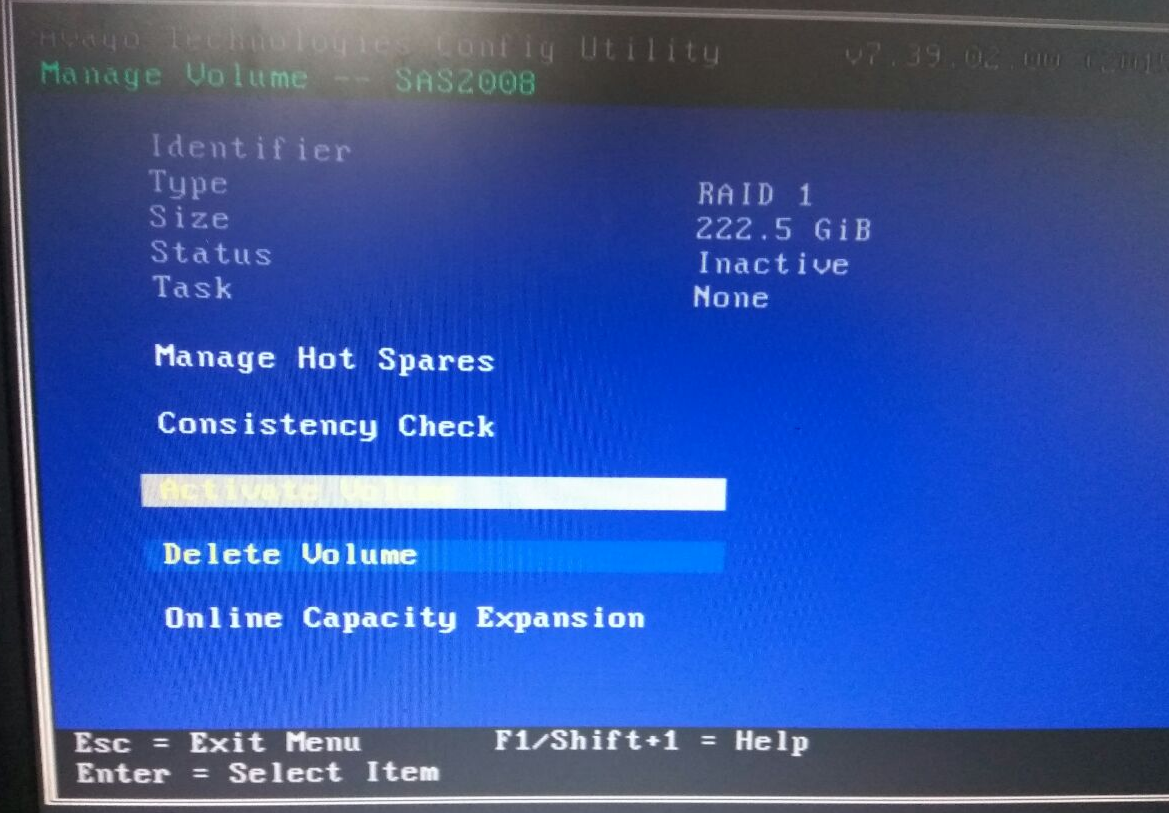 Avago Technologies Config Utility v7.39.02.00
Manage Volume -- SAS2008
Identifier
Type RAID 1
Size 222.5 GiB
Status Inactive
Task None
Manage Hot Spares
Consistency Check
Activate Volume
Delete Volume
Online Capacity Expansion
Esc = Exit Menu F1/Shift+1 = Help
Enter = Select Item